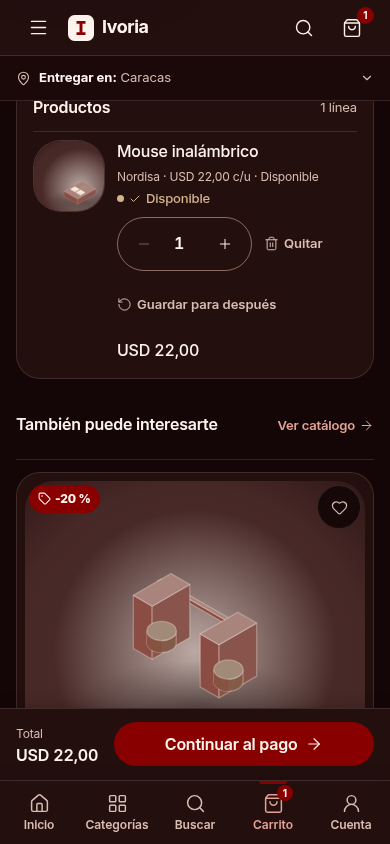 I Ivoria 1
Entregar en: Caracas
Productos 1 línea
Mouse inalámbrico
Nordisa · USD 22,00 c/u · Disponible
Disponible
1 Quitar
Guardar para después
USD 22,00
También puede interesarte Ver catálogo
-20 %
Total
USD 22,00
Continuar al pago
1
Inicio Categorías Buscar Carrito Cuenta